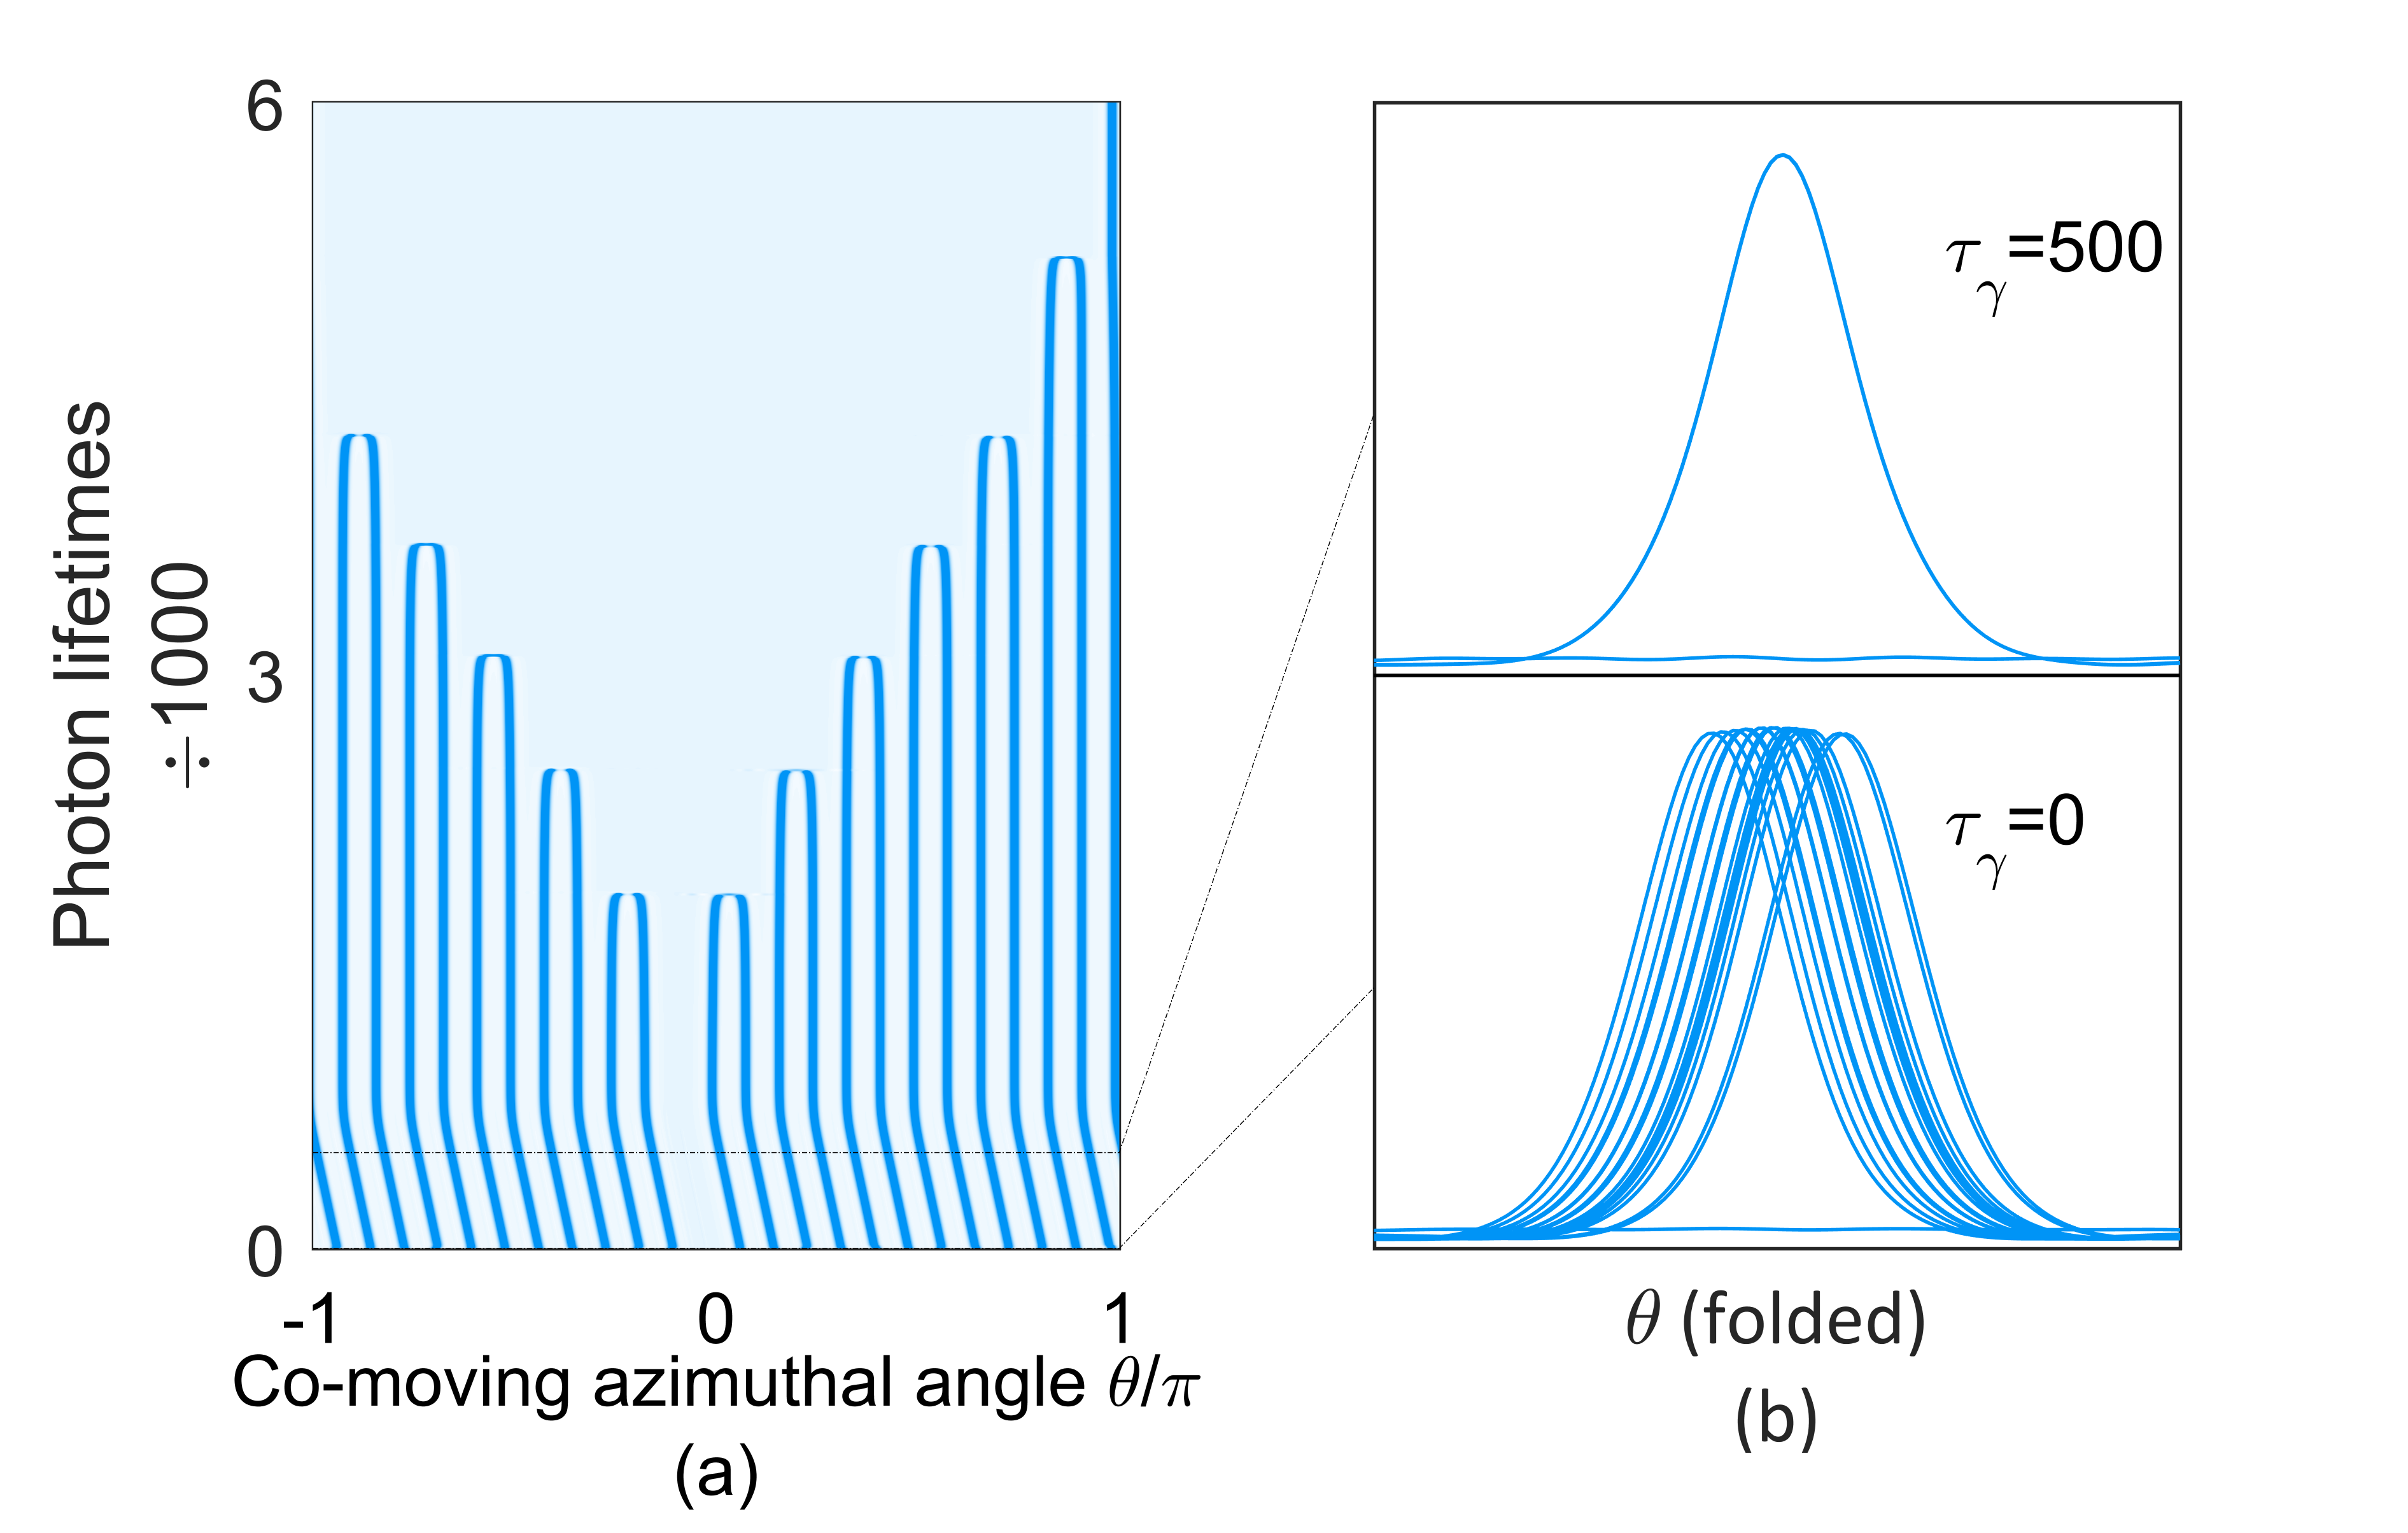 6
3
0
Photon lifetimes
÷1000
-1 0 1
Co-moving azimuthal angle θ/π
(a)
τγ=500
τγ=0
θ (folded)
(b)